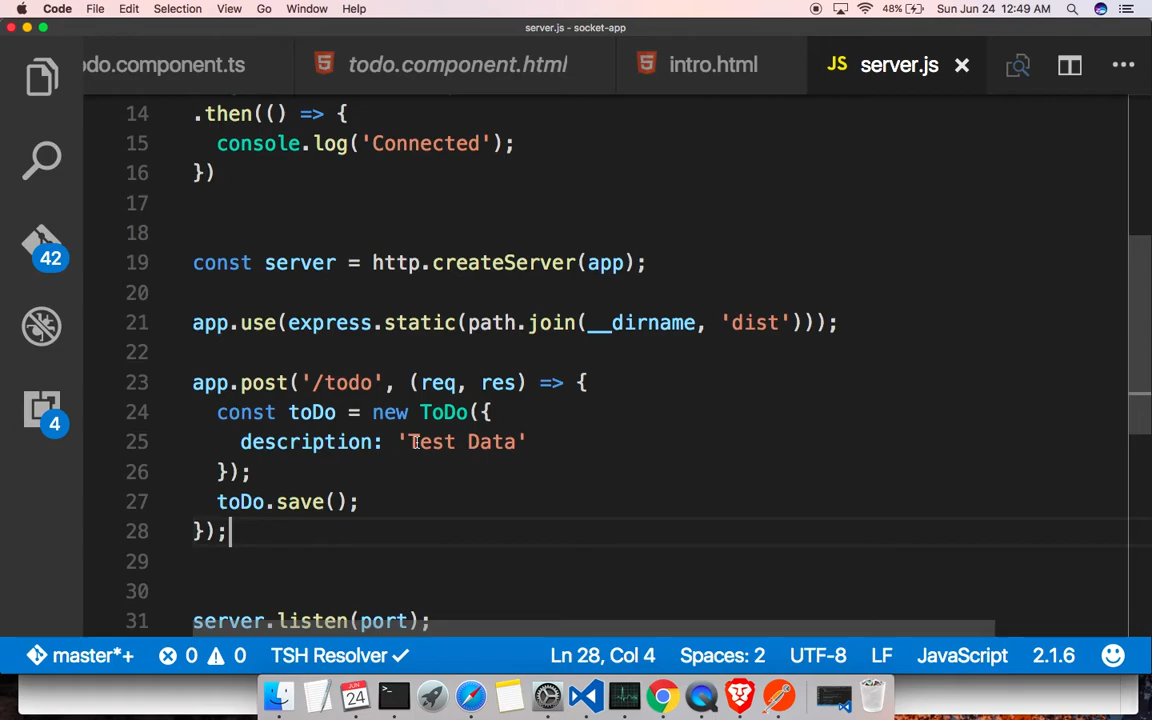 Code File Edit Selection View Go Window Help 48% Sun Jun 24 12:49 AM
server.js - socket-app
do.component.ts todo.component.html intro.html JS server.js
14 .then(() => {
15 console.log('Connected');
16 })
17
18
19 const server = http.createServer(app);
20
21 app.use(express.static(path.join(__dirname, 'dist')));
22
23 app.post('/todo', (req, res) => {
24 const toDo = new ToDo({
25 description: 'Test Data'
26 });
27 toDo.save();
28 });
29
30
31 server.listen(port);
42
4
master*+ 0 0 TSH Resolver Ln 28, Col 4 Spaces: 2 UTF-8 LF JavaScript 2.1.6
JUN
24